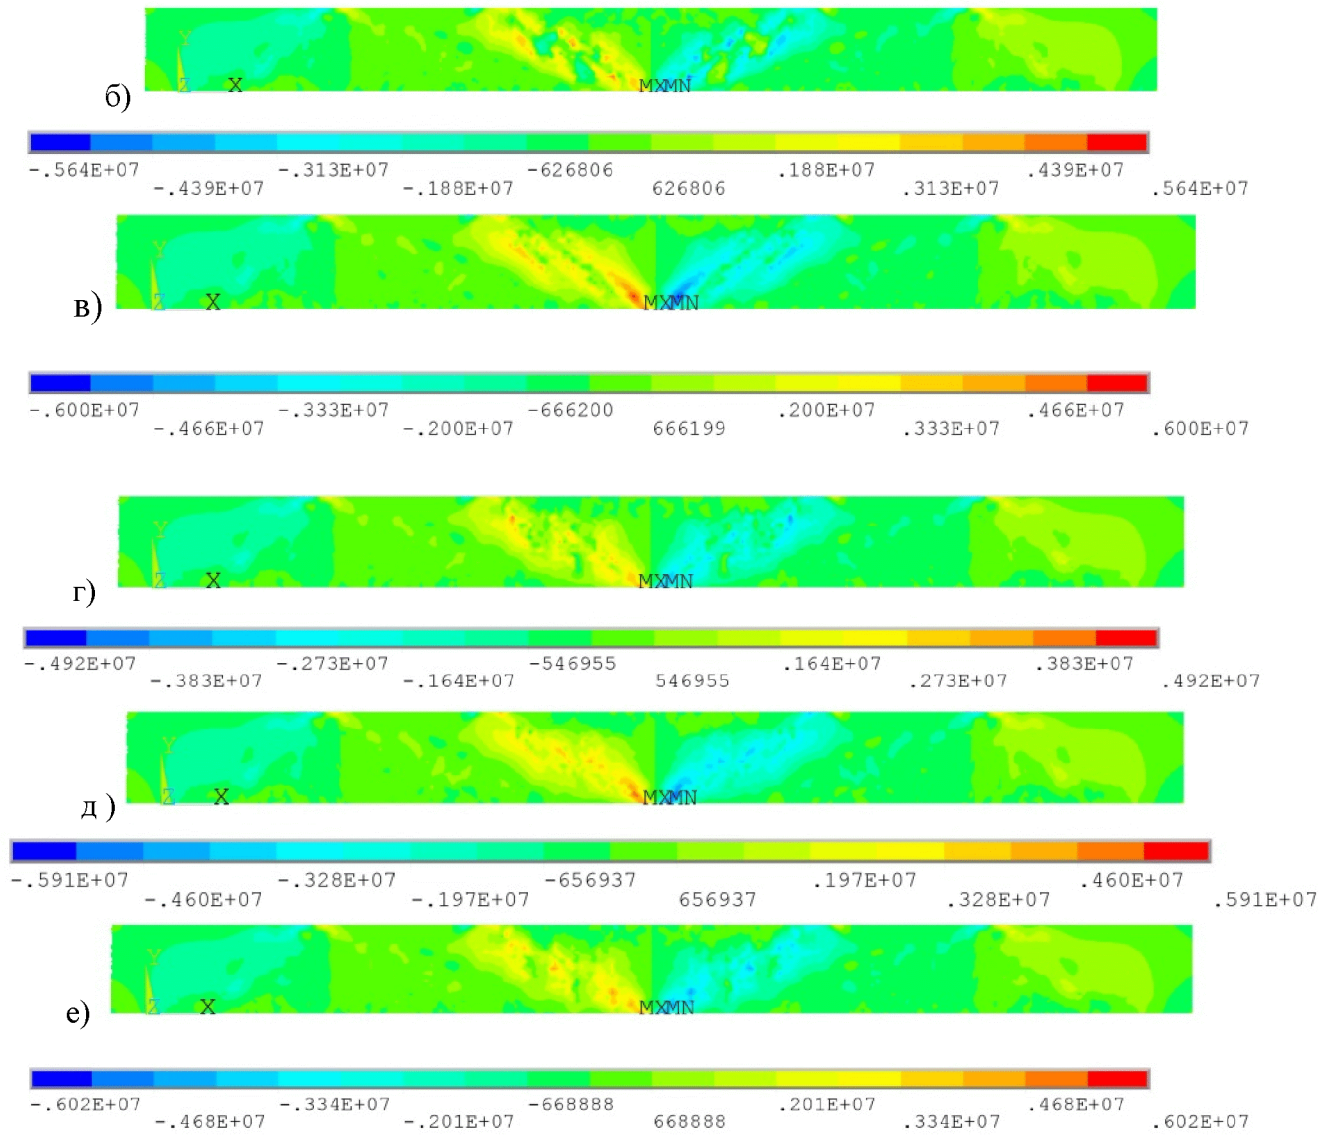 Y
Z X MXMN
б)
-.564E+07 -.313E+07 -626806 .188E+07 .439E+07
-.439E+07 -.188E+07 626806 .313E+07 .564E+07
Y
Z X MXMN
в)
-.600E+07 -.333E+07 -666200 .200E+07 .466E+07
-.466E+07 -.200E+07 666199 .333E+07 .600E+07
Y
Z X MXMN
г)
-.492E+07 -.273E+07 -546955 .164E+07 .383E+07
-.383E+07 -.164E+07 546955 .273E+07 .492E+07
Y
Z X MXMN
д )
-.591E+07 -.328E+07 -656937 .197E+07 .460E+07
-.460E+07 -.197E+07 656937 .328E+07 .591E+07
Y
Z X MXMN
е)
-.602E+07 -.334E+07 -668888 .201E+07 .468E+07
-.468E+07 -.201E+07 668888 .334E+07 .602E+07